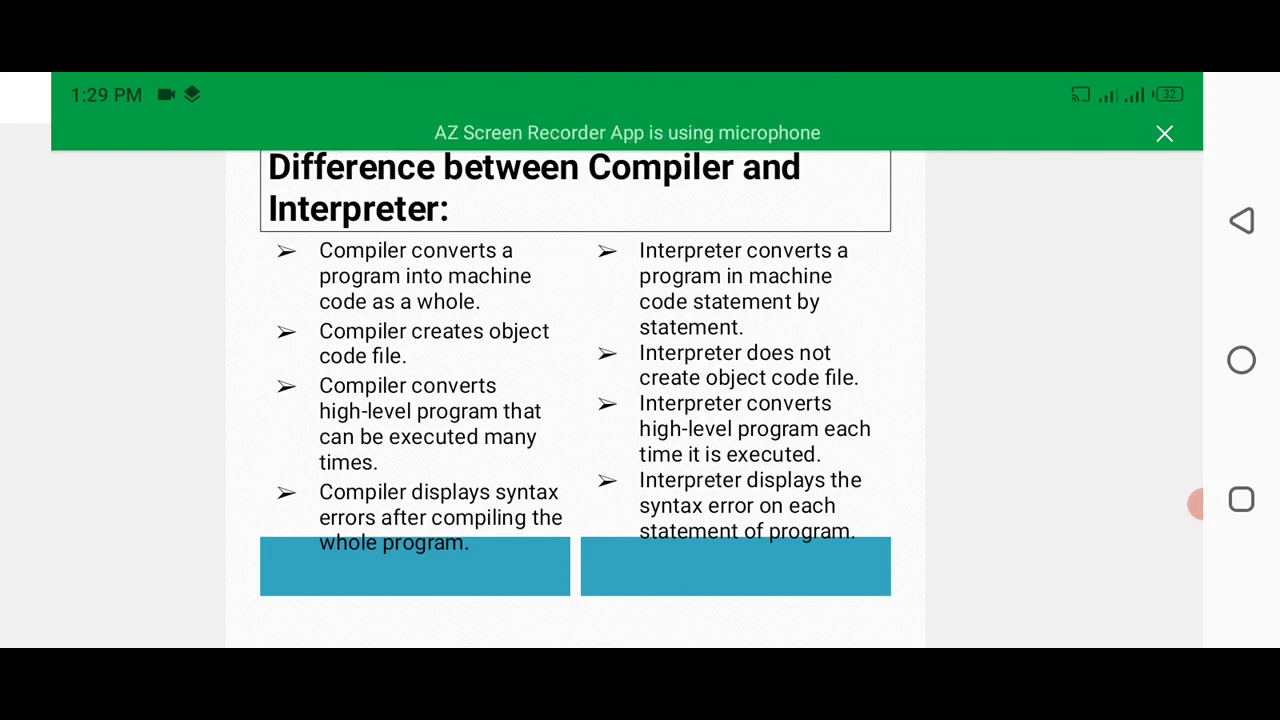 1:29 PM
32
AZ Screen Recorder App is using microphone
Difference between Compiler and
Interpreter:
➢ Compiler converts a
program into machine
code as a whole.
➢ Compiler creates object
code file.
➢ Compiler converts
high-level program that
can be executed many
times.
➢ Compiler displays syntax
errors after compiling the
whole program.
➢ Interpreter converts a
program in machine
code statement by
statement.
➢ Interpreter does not
create object code file.
➢ Interpreter converts
high-level program each
time it is executed.
➢ Interpreter displays the
syntax error on each
statement of program.